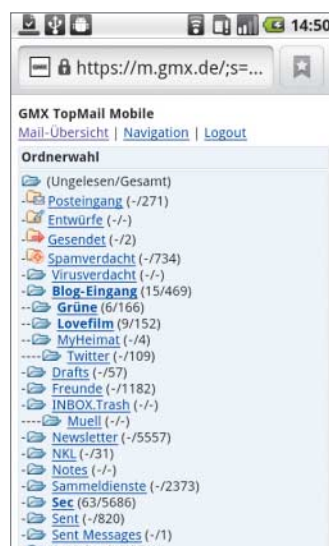 14:50
https://m.gmx.de/;s=...
GMX TopMail Mobile
Mail-Übersicht | Navigation | Logout
Ordnerwahl
(Ungelesen/Gesamt)
-Posteingang (-/271)
-Entwürfe (-/-)
-Gesendet (-/2)
-Spamverdacht (-/734)
-Virusverdacht (-/-)
-Blog-Eingang (15/469)
--Grüne (6/166)
--Lovefilm (9/152)
--MyHeimat (-/4)
----Twitter (-/109)
-Drafts (-/57)
-Freunde (-/1182)
-INBOX.Trash (-/-)
----Muell (-/-)
-Newsletter (-/5557)
-NKL (-/31)
-Notes (-/-)
-Sammeldienste (-/2373)
-Sec (63/5686)
-Sent (-/820)
-Sent Messages (-/1)